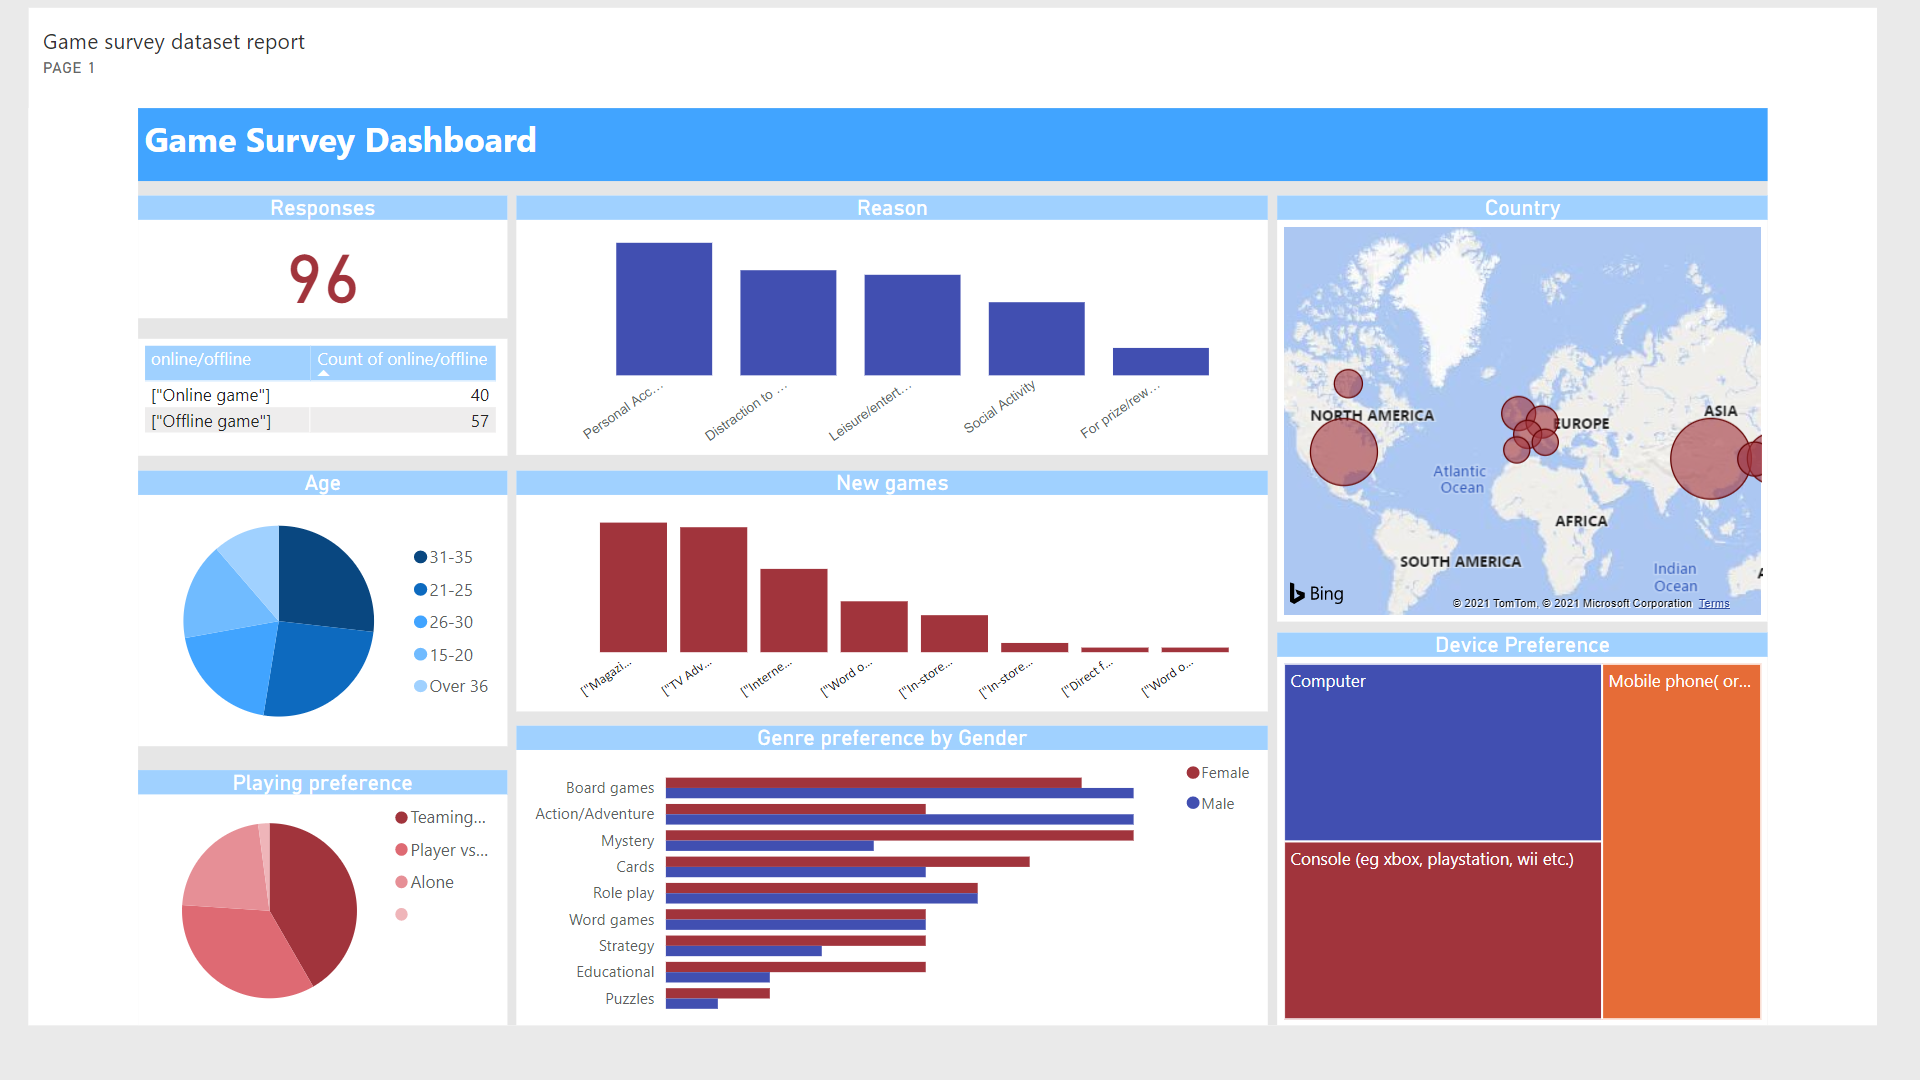 Game survey dataset report
PAGE 1
Game Survey Dashboard
Responses
96
online/offline Count of online/offline
["Online game"] 40
["Offline game"] 57
Age
31-35
21-25
26-30
15-20
Over 36
Playing preference
Teaming...
Player vs...
Alone
Reason
Personal Acc...
Distraction to ...
Leisure/entert...
Social Activity
For prize/rew...
New games
["Magazi...
["TV Adv...
["Interne...
["Word o...
["In-store...
["In-store...
["Direct f...
["Word o...
Genre preference by Gender
Female
Male
Board games
Action/Adventure
Mystery
Cards
Role play
Word games
Strategy
Educational
Puzzles
Country
NORTH AMERICA
EUROPE
ASIA
Atlantic
Ocean
AFRICA
SOUTH AMERICA
Indian
Ocean
A
Bing
© 2021 TomTom, © 2021 Microsoft Corporation Terms
Device Preference
Computer
Mobile phone( or...
Console (eg xbox, playstation, wii etc.)